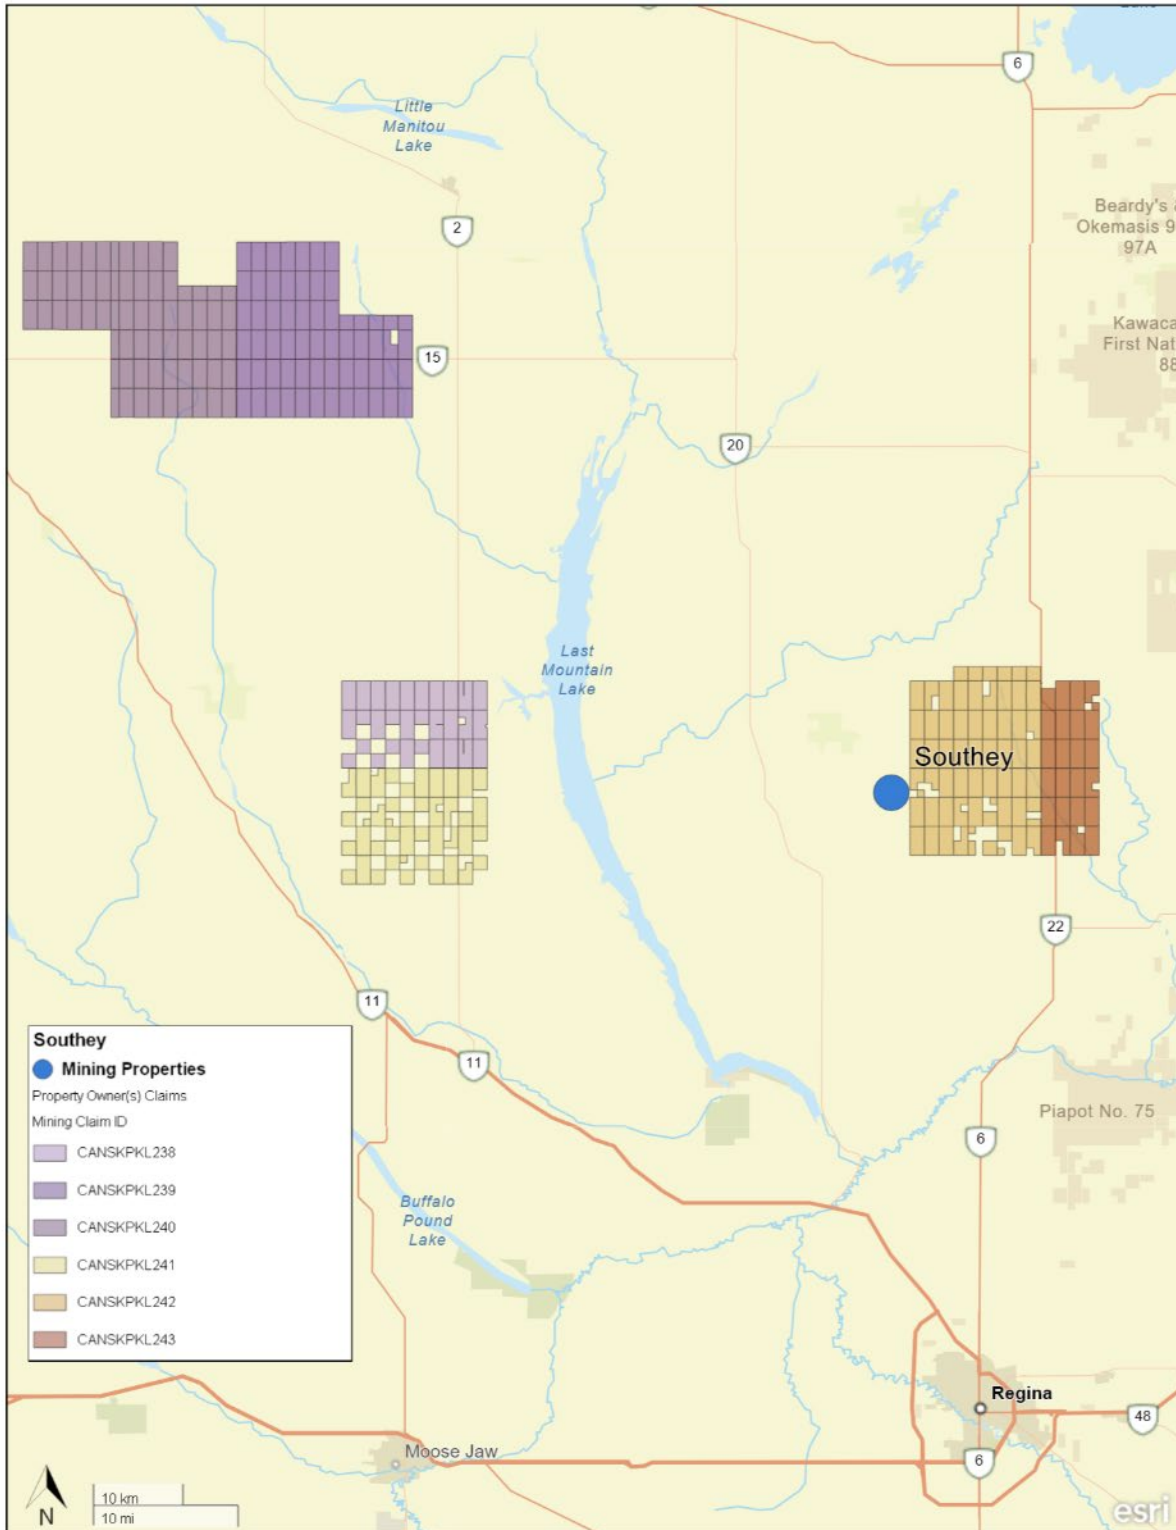 Lake
6
Little
Manitou
Lake
2
Beardy's &
Okemasis 9
97A
Kawaca
First Nat
88
15
20
Last
Mountain
Lake
Southey
22
11
11
Southey
Mining Properties
Property Owner(s) Claims
Mining Claim ID
CANSKPKL238
CANSKPKL239
CANSKPKL240
CANSKPKL241
CANSKPKL242
CANSKPKL243
Piapot No. 75
6
Buffalo
Pound
Lake
Regina
48
Moose Jaw
6
N
10 km
10 mi
esri